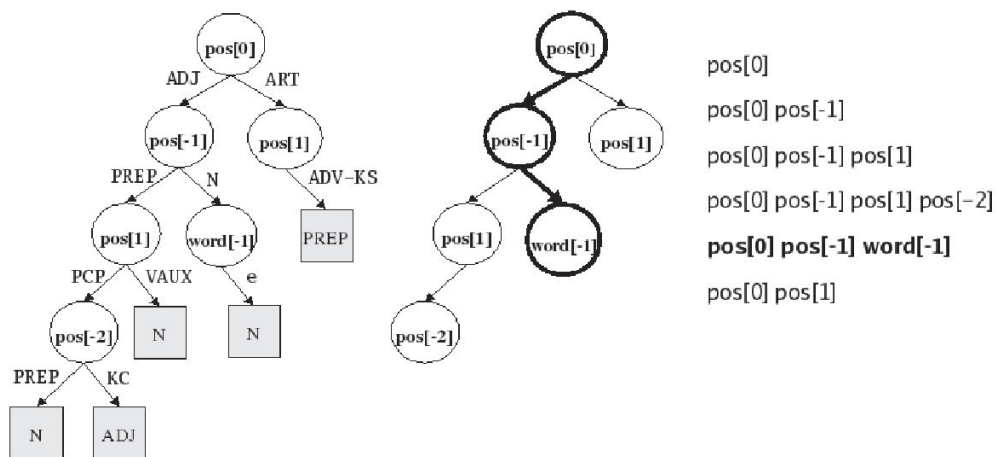 pos[0]
ADJ ART
pos[-1] pos[1]
PREP N ADV-KS
pos[1] word[-1] PREP
PCP VAUX e
pos[-2] N N
PREP KC
N ADJ
pos[0]
pos[-1] pos[1]
pos[1] word[-1]
pos[-2]
pos[0]
pos[0] pos[-1]
pos[0] pos[-1] pos[1]
pos[0] pos[-1] pos[1] pos[−2]
pos[0] pos[-1] word[-1]
pos[0] pos[1]